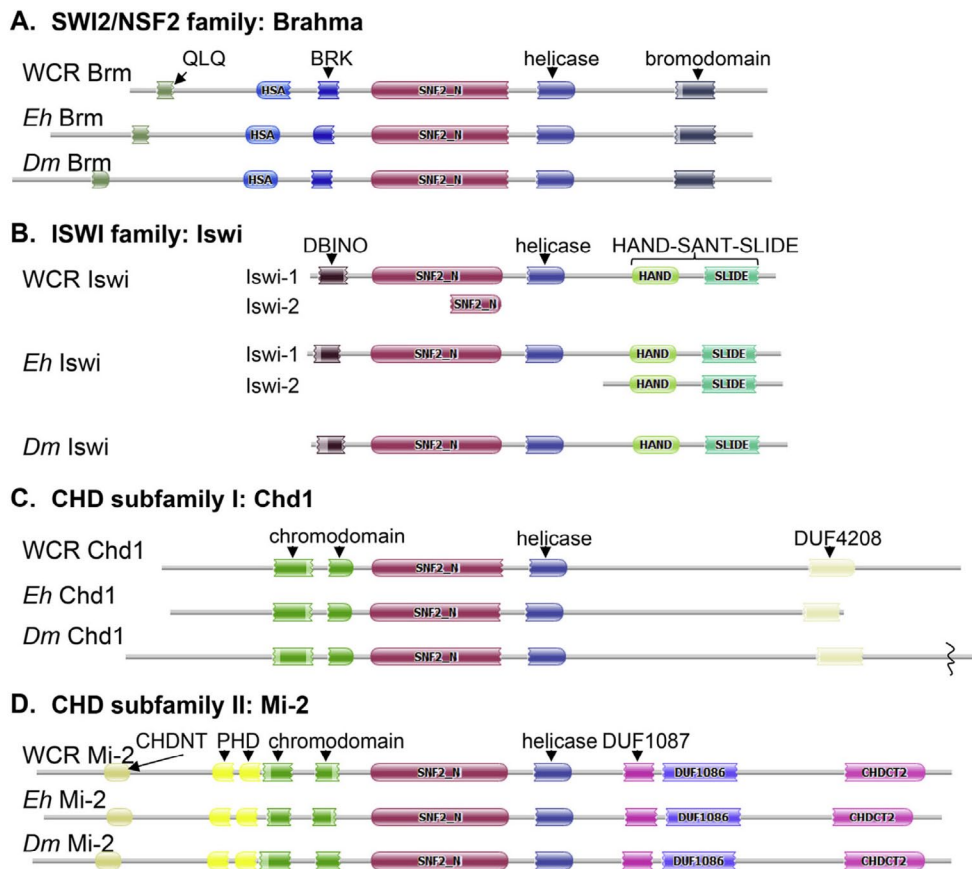 A. SWI2/NSF2 family: Brahma
QLQ BRK helicase bromodomain
WCR Brm
HSA SNF2_N
Eh Brm
HSA SNF2_N
Dm Brm
HSA SNF2_N
B. ISWI family: Iswi
DBINO helicase HAND-SANT-SLIDE
WCR Iswi Iswi-1 SNF2_N HAND SLIDE
Iswi-2 SNF2_N
Eh Iswi Iswi-1 SNF2_N HAND SLIDE
Iswi-2 HAND SLIDE
Dm Iswi SNF2_N HAND SLIDE
C. CHD subfamily I: Chd1
chromodomain helicase DUF4208
WCR Chd1
SNF2_N
Eh Chd1
SNF2_N
Dm Chd1
SNF2_N
D. CHD subfamily II: Mi-2
CHDNT PHD chromodomain helicase DUF1087
WCR Mi-2
SNF2_N DUF1086 CHDCT2
Eh Mi-2
SNF2_N DUF1086 CHDCT2
Dm Mi-2
SNF2_N DUF1086 CHDCT2